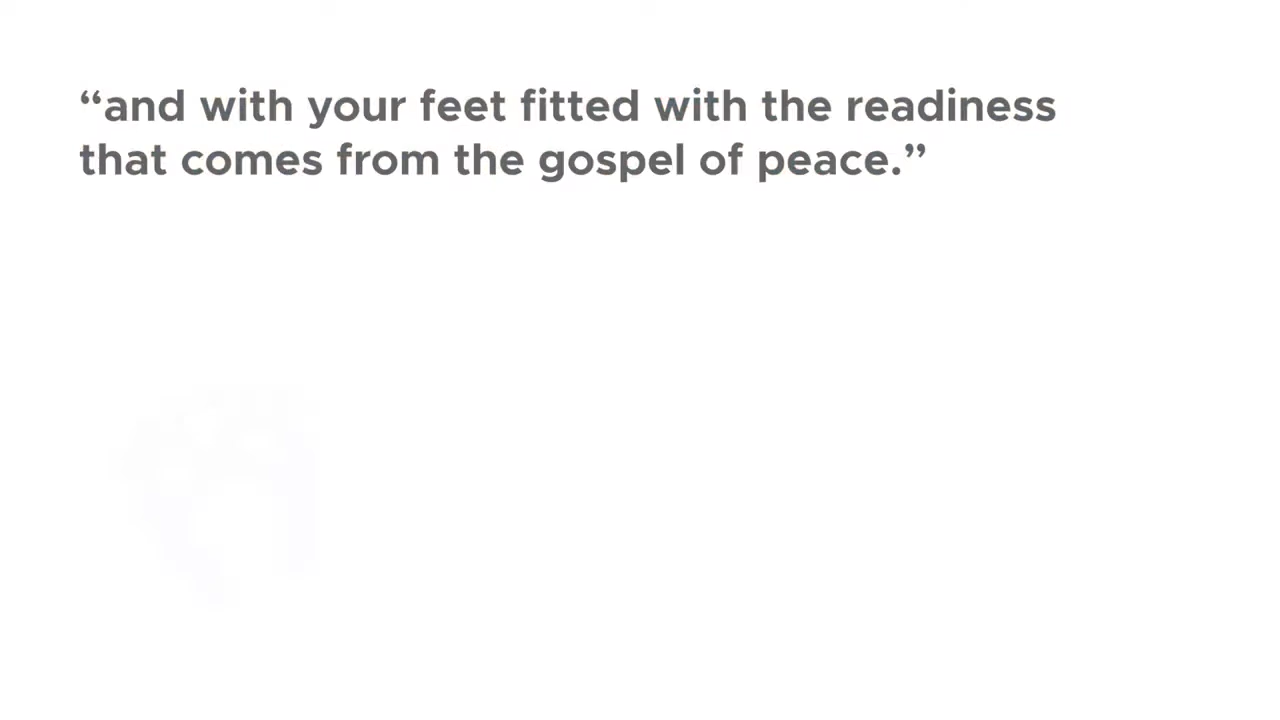 “and with your feet fitted with the readiness
that comes from the gospel of peace.”